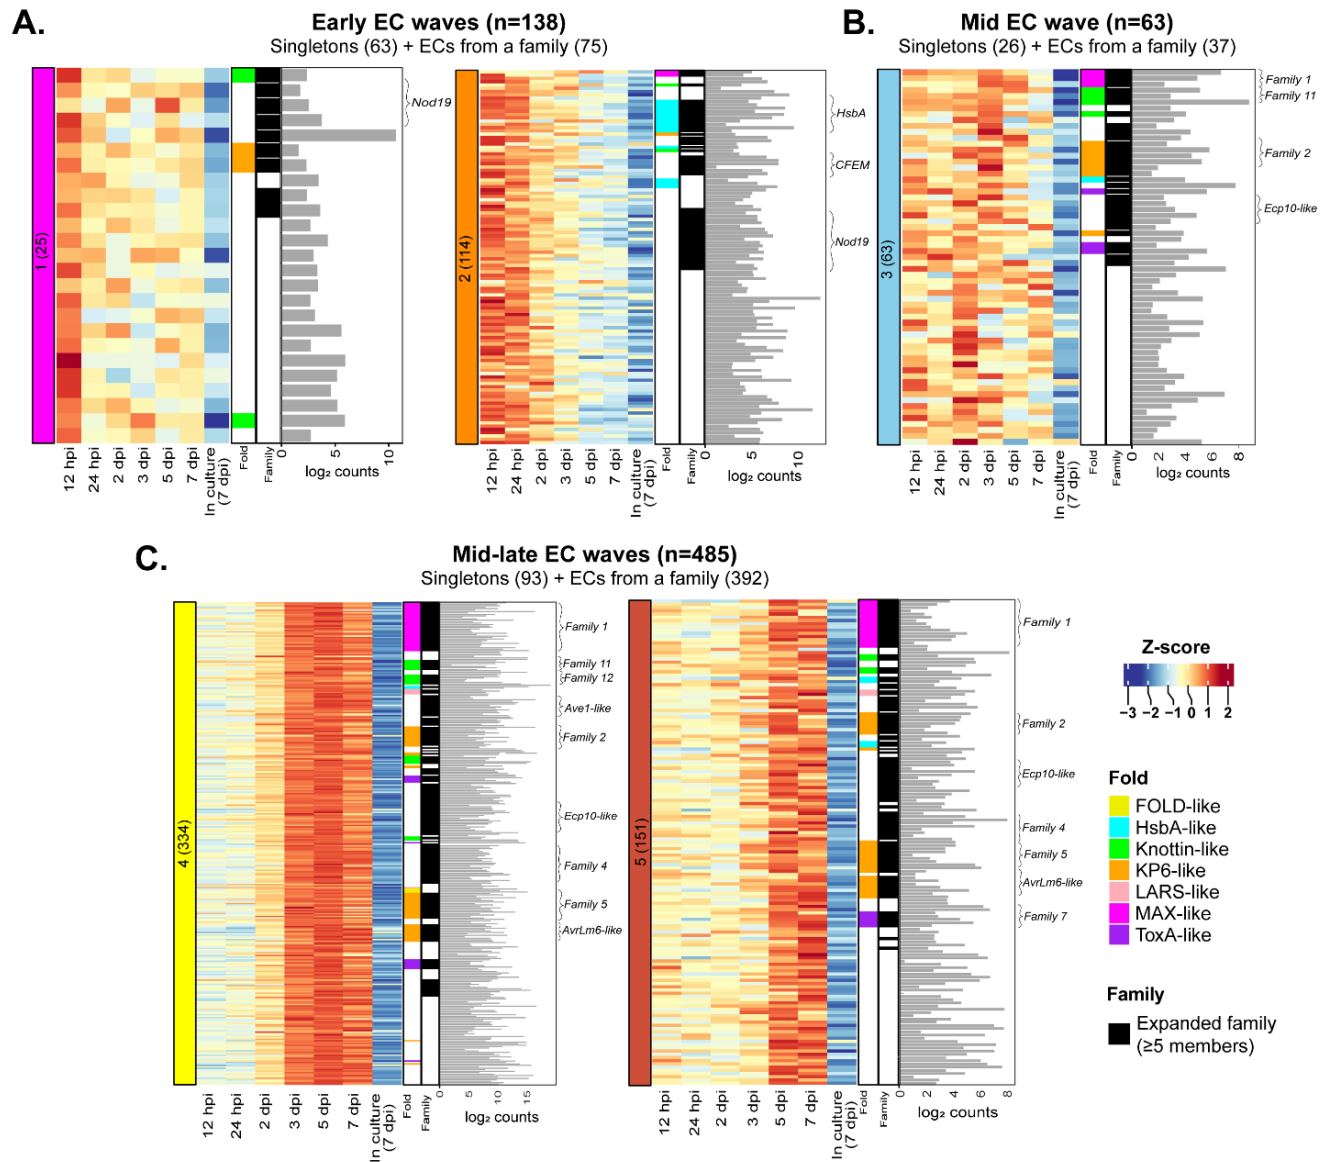 A.
Early EC waves (n=138)
Singletons (63) + ECs from a family (75)
1 (25)
Nod19
12 hpi
24 hpi
2 dpi
3 dpi
5 dpi
7 dpi
In culture
(7 dpi)
Fold
Family
0
5
10
log₂ counts
2 (114)
HsbA
CFEM
Nod19
12 hpi
24 hpi
2 dpi
3 dpi
5 dpi
7 dpi
In culture
(7 dpi)
Fold
Family
0
5
10
log₂ counts
B.
Mid EC wave (n=63)
Singletons (26) + ECs from a family (37)
3 (63)
Family 1
Family 11
Family 2
Ecp10-like
12 hpi
24 hpi
2 dpi
3 dpi
5 dpi
7 dpi
In culture
(7 dpi)
Fold
Family
0
2
4
6
8
log₂ counts
C.
Mid-late EC waves (n=485)
Singletons (93) + ECs from a family (392)
4 (334)
Family 1
Family 11
Family 12
Ave1-like
Family 2
Ecp10-like
Family 4
Family 5
AvrLm6-like
12 hpi
24 hpi
2 dpi
3 dpi
5 dpi
7 dpi
In culture
(7 dpi)
Fold
Family
0
5
10
15
log₂ counts
5 (151)
Family 1
Family 2
Ecp10-like
Family 4
Family 5
AvrLm6-like
Family 7
12 hpi
24 hpi
2 dpi
3 dpi
5 dpi
7 dpi
In culture
(7 dpi)
Fold
Family
0
2
4
6
8
log₂ counts
Z-score
−3 −2 −1 0 1 2
Fold
FOLD-like
HsbA-like
Knottin-like
KP6-like
LARS-like
MAX-like
ToxA-like
Family
Expanded family
(≥5 members)